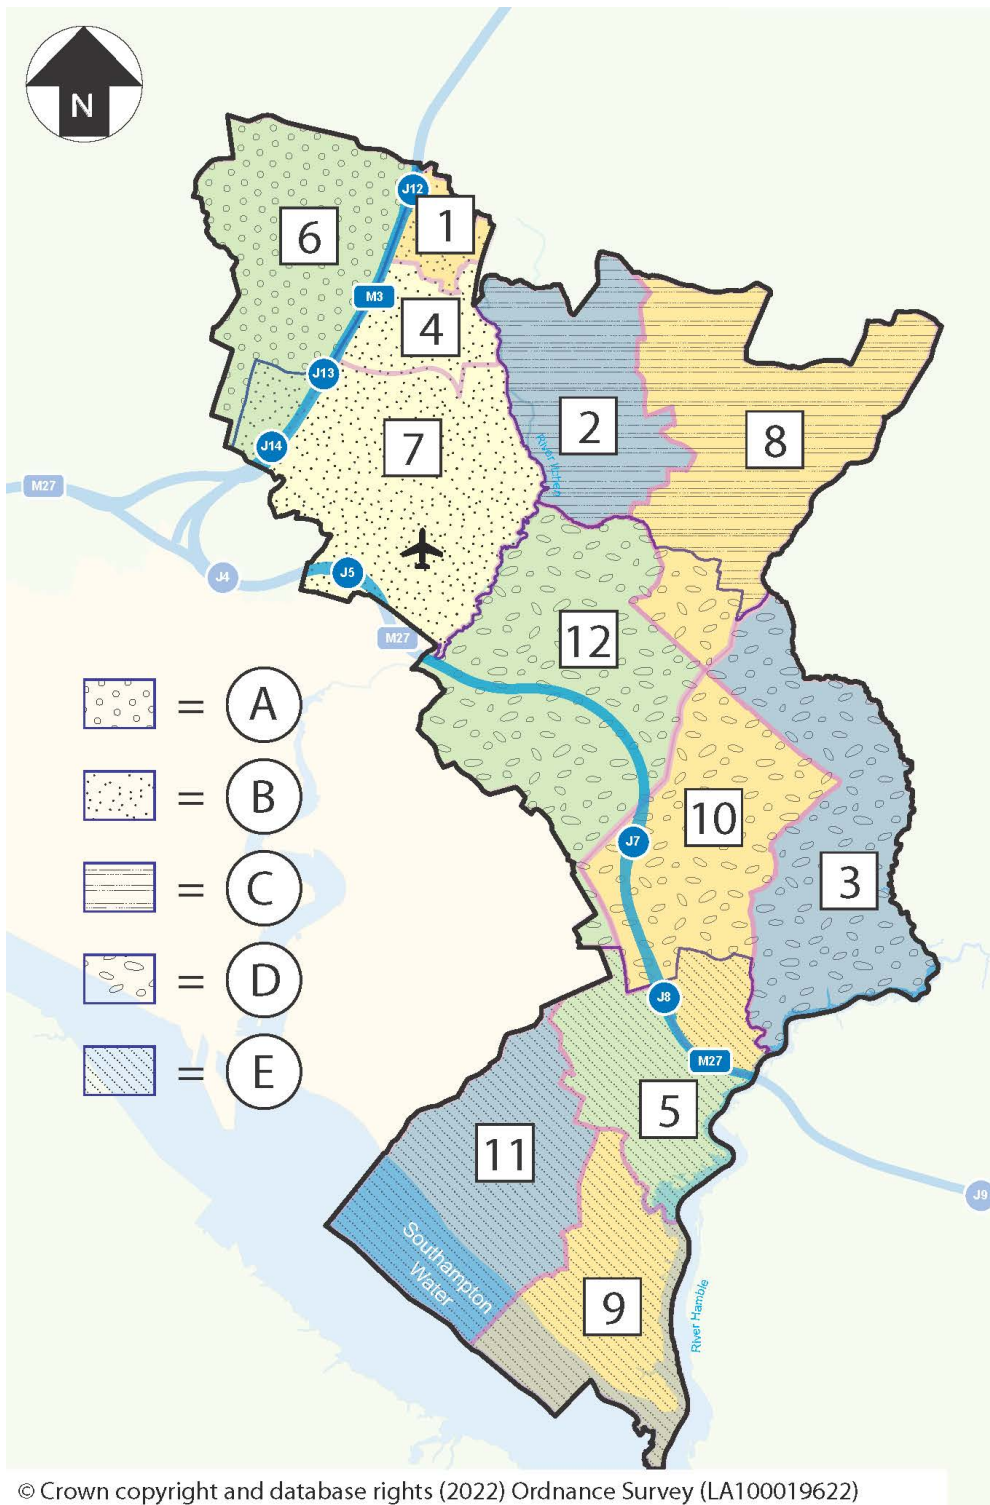 N
J12
1
6
M3
4
J13
2
7
8
J14
River Itchen
M27
J5
J4
12
M27
= A
= B
10
J7
= C
3
= D
J8
M27
= E
5
11
J9
Southampton
Water
9
River Hamble
© Crown copyright and database rights (2022) Ordnance Survey (LA100019622)